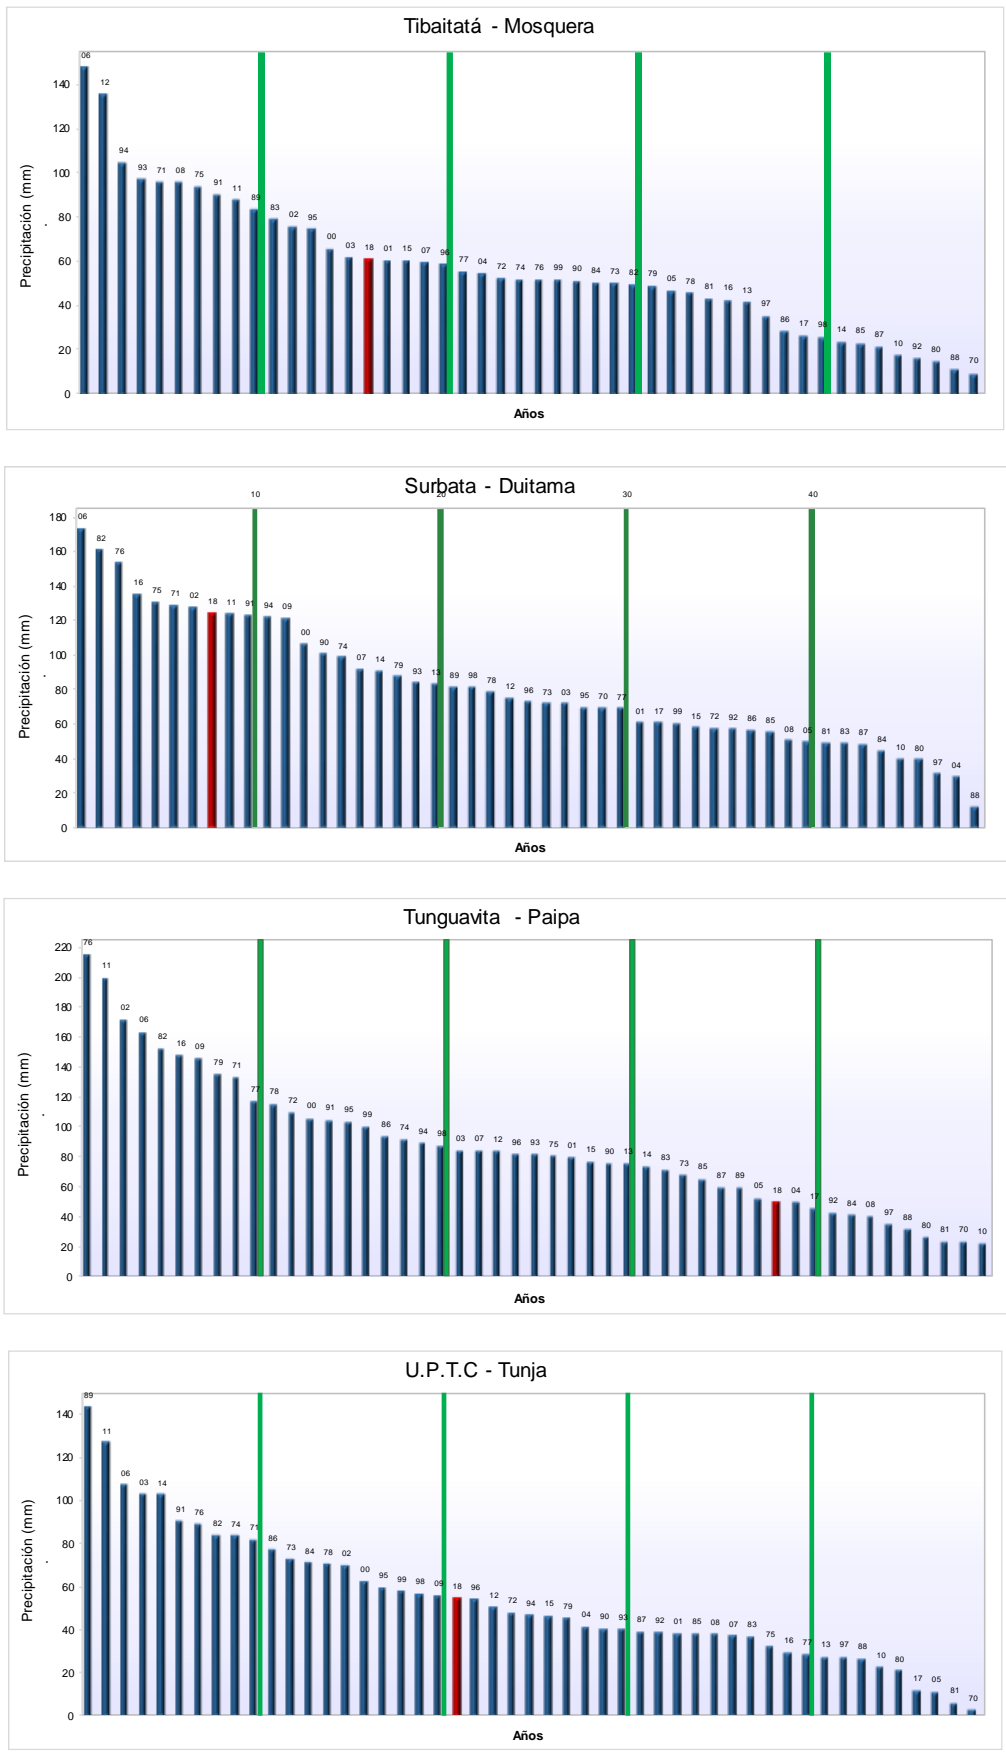 Tibaitatá - Mosquera
Precipitación (mm)
140
120
100
80
60
40
20
0
06 12 94 93 71 08 75 91 11 89 83 02 95 00 03 18 01 15 07 96 77 04 72 74 76 99 90 84 73 82 79 05 78 81 16 13 97 86 17 98 14 85 87 10 92 80 88 70
Años
Surbata - Duitama
10 20 30 40
Precipitación (mm)
180
160
140
120
100
80
60
40
20
0
06 82 76 16 75 71 02 18 11 91 94 09 00 90 74 07 14 79 93 13 89 98 78 12 96 73 03 95 70 77 01 17 99 15 72 92 86 85 08 05 81 83 87 84 10 80 97 04 88
Años
Tunguavita - Paipa
Precipitación (mm)
220
200
180
160
140
120
100
80
60
40
20
0
76 11 02 06 82 16 09 79 71 77 78 72 00 91 95 99 86 74 94 98 03 07 12 96 93 75 01 15 90 13 14 83 73 85 87 89 05 18 04 17 92 84 08 97 88 80 81 70 10
Años
U.P.T.C - Tunja
Precipitación (mm)
140
120
100
80
60
40
20
0
89 11 06 03 14 91 76 82 74 71 86 73 84 78 02 00 95 99 98 09 18 96 12 72 94 15 79 04 90 93 87 92 01 85 08 07 83 75 16 77 13 97 88 10 80 17 05 81 70
Años